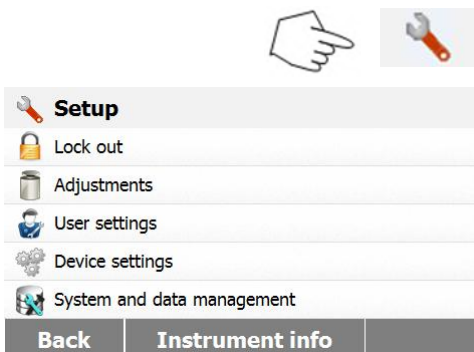 Setup
Lock out
Adjustments
User settings
Device settings
System and data management
Back Instrument info